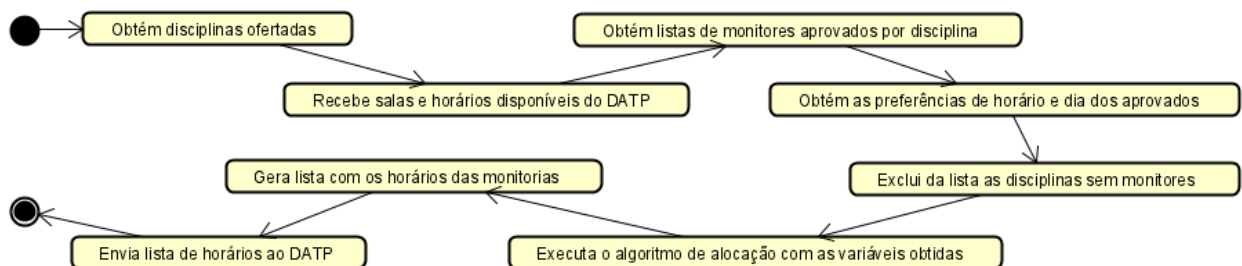 Obtém disciplinas ofertadas
Recebe salas e horários disponíveis do DATP
Obtém listas de monitores aprovados por disciplina
Obtém as preferências de horário e dia dos aprovados
Exclui da lista as disciplinas sem monitores
Executa o algoritmo de alocação com as variáveis obtidas
Gera lista com os horários das monitorias
Envia lista de horários ao DATP